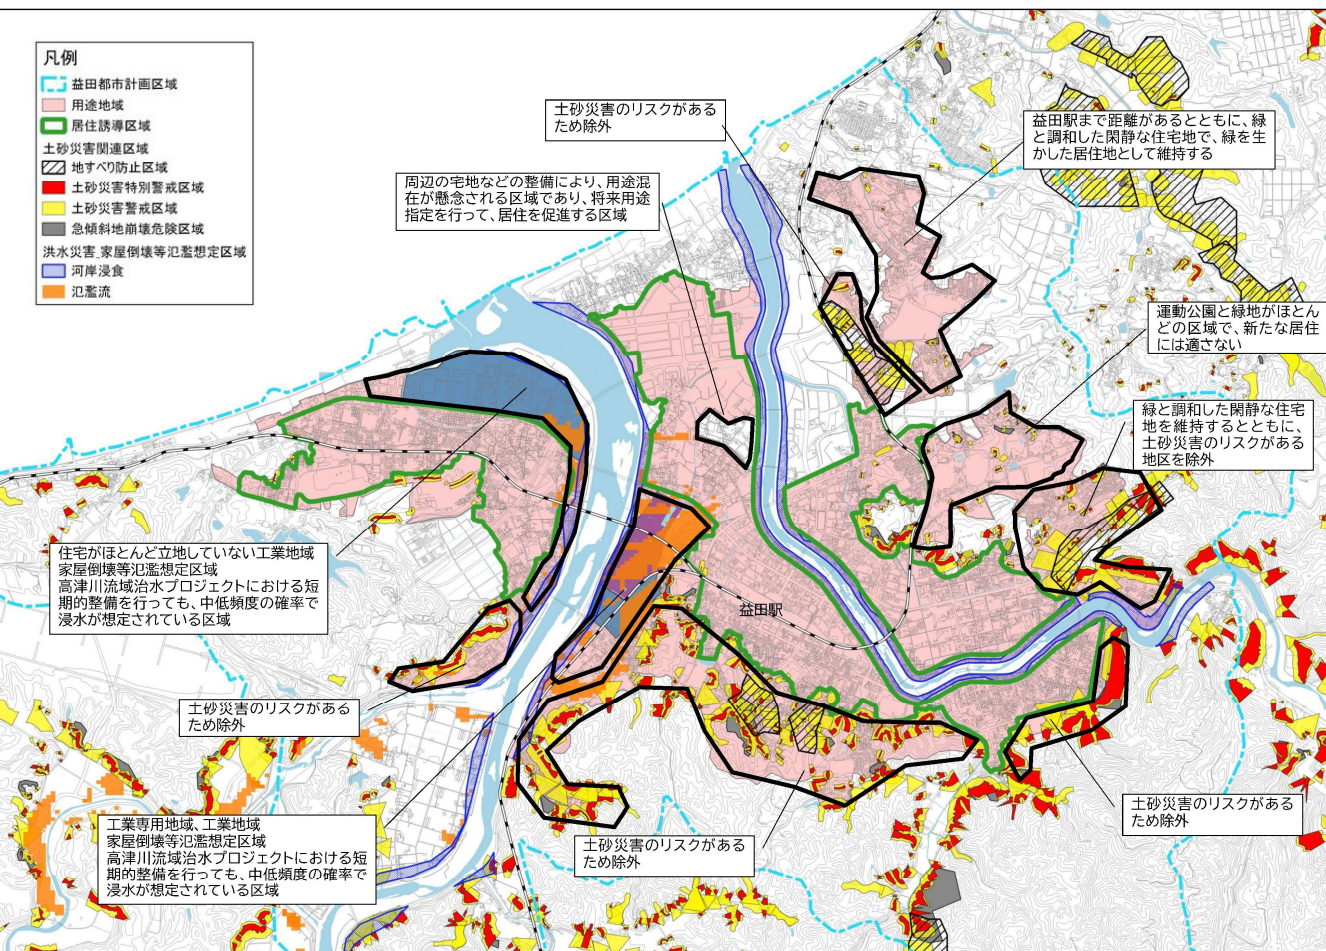 凡例
益田都市計画区域
用途地域
居住誘導区域
土砂災害関連区域
地すべり防止区域
土砂災害特別警戒区域
土砂災害警戒区域
急傾斜地崩壊危険区域
洪水災害_家屋倒壊等氾濫想定区域
河岸浸食
氾濫流
土砂災害のリスクがある
ため除外
益田駅まで距離があるとともに、緑
と調和した閑静な住宅地で、緑を生
かした居住地として維持する
周辺の宅地などの整備により、用途混
在が懸念される区域であり、将来用途
指定を行って、居住を促進する区域
運動公園と緑地がほとん
どの区域で、新たな居住
には適さない
緑と調和した閑静な住宅
地を維持するとともに、
土砂災害のリスクがある
地区を除外
住宅がほとんど立地していない工業地域
家屋倒壊等氾濫想定区域
高津川流域治水プロジェクトにおける短
期的整備を行っても、中低頻度の確率で
浸水が想定されている区域
益田駅
土砂災害のリスクがある
ため除外
工業専用地域、工業地域
家屋倒壊等氾濫想定区域
高津川流域治水プロジェクトにおける短
期的整備を行っても、中低頻度の確率で
浸水が想定されている区域
土砂災害のリスクがある
ため除外
土砂災害のリスクがある
ため除外